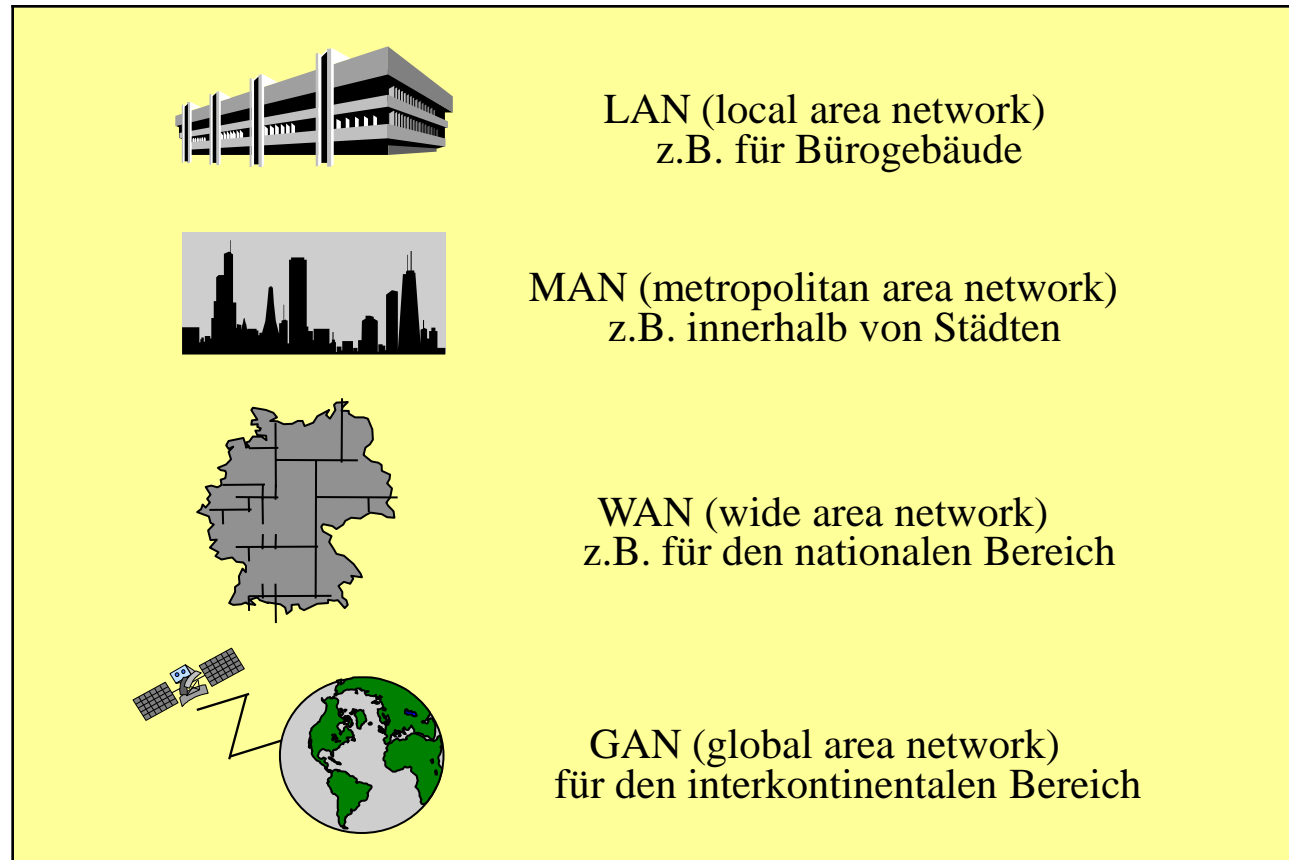 LAN (local area network)
z.B. für Bürogebäude
MAN (metropolitan area network)
z.B. innerhalb von Städten
WAN (wide area network)
z.B. für den nationalen Bereich
GAN (global area network)
für den interkontinentalen Bereich